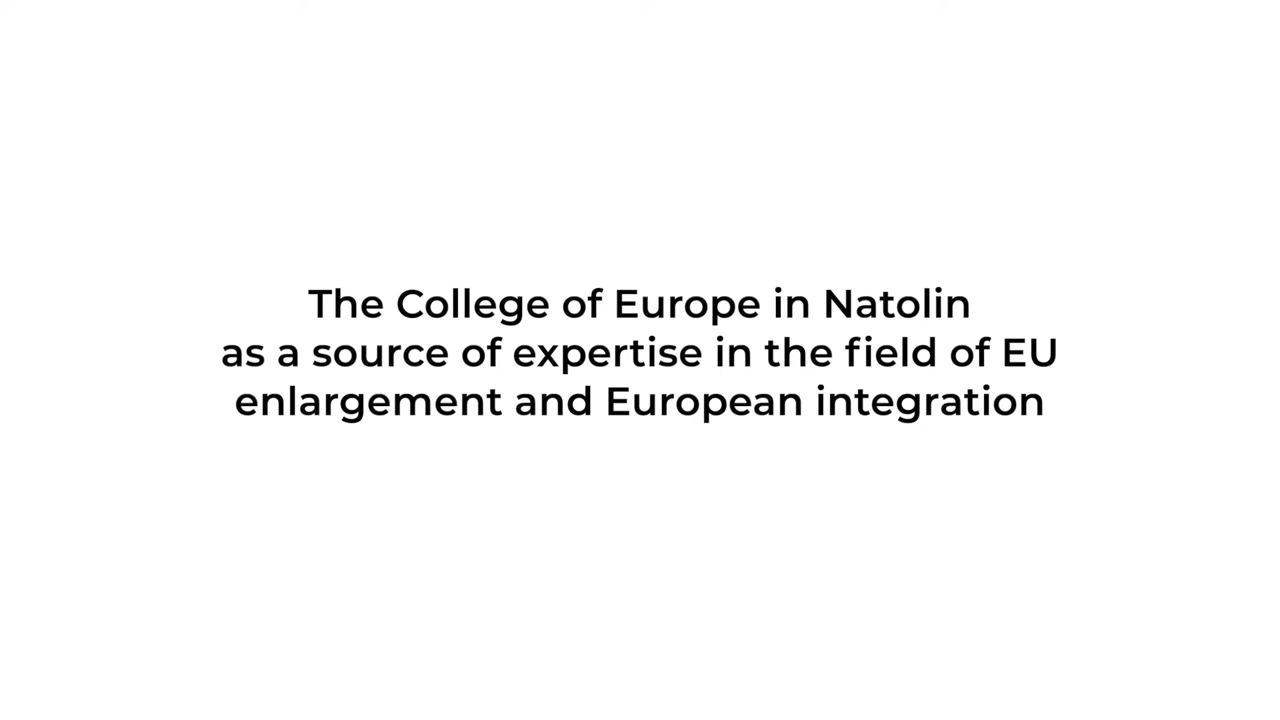 The College of Europe in Natolin
as a source of expertise in the field of EU
enlargement and European integration